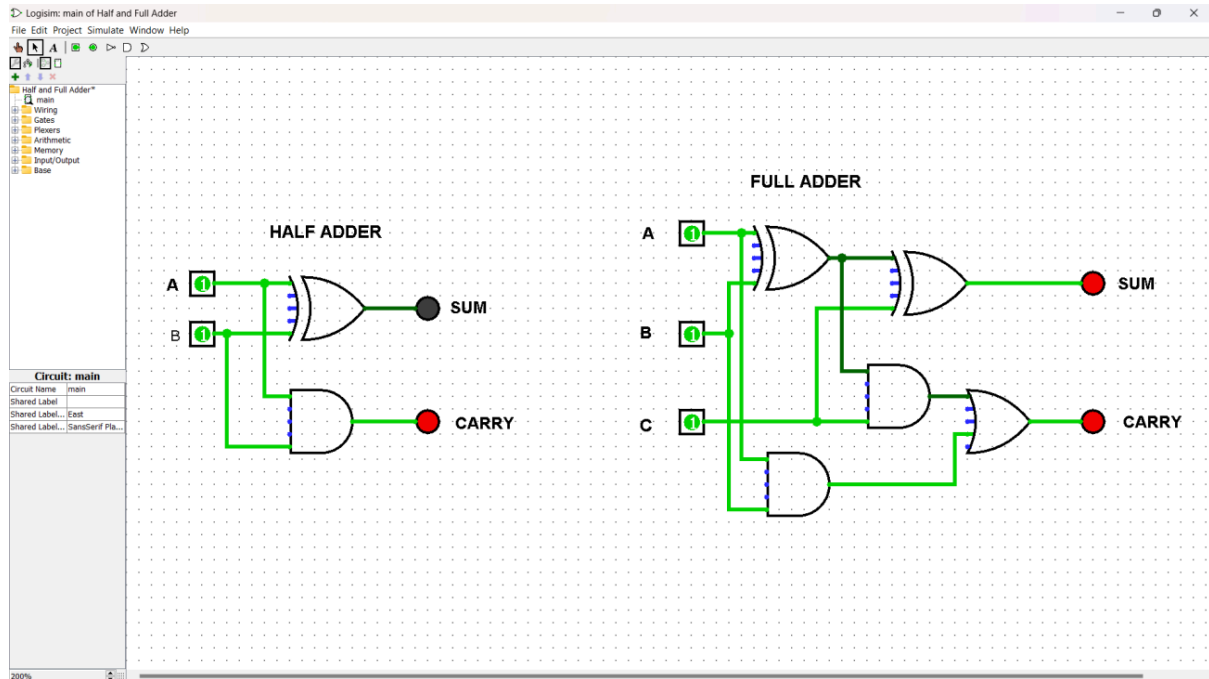 Logisim: main of Half and Full Adder
File Edit Project Simulate Window Help
A
Half and Full Adder*
main
Wiring
Gates
Plexers
Arithmetic
Memory
Input/Output
Base
Circuit: main
Circuit Name main
Shared Label
Shared Label... East
Shared Label... SansSerif Pla...
200%
HALF ADDER
A 1
SUM
B 1
CARRY
FULL ADDER
A 1
SUM
B 1
C 1
CARRY